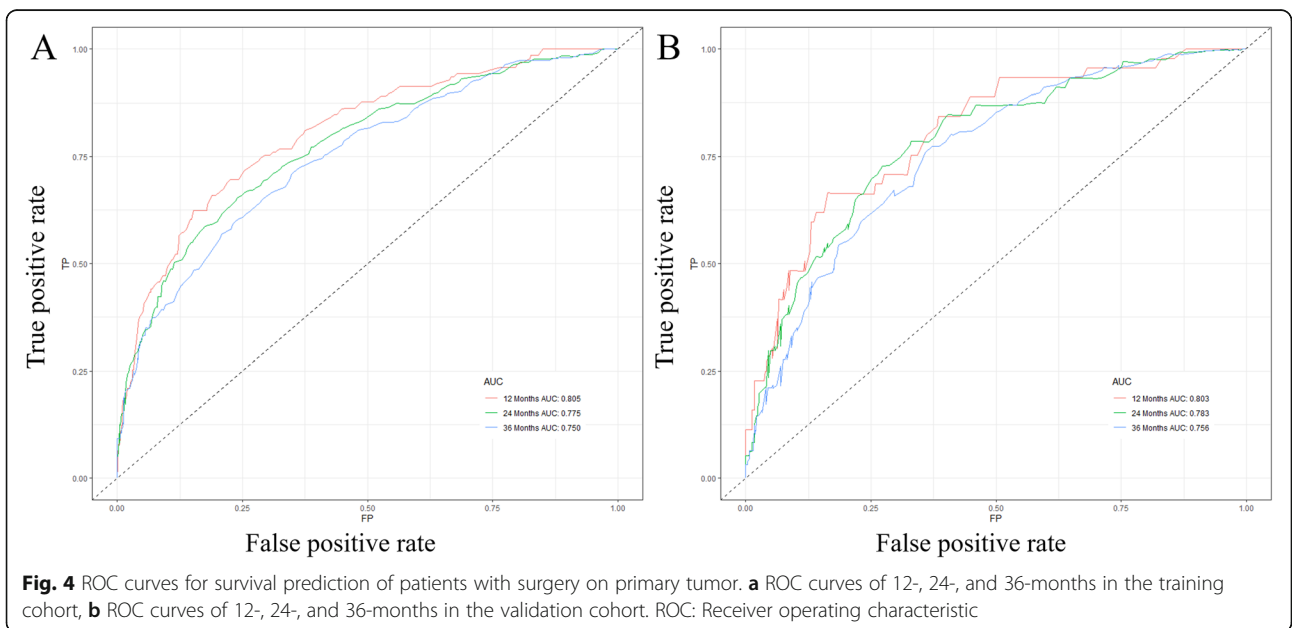 A
1.00
0.75
0.50
0.25
0.00
TP
True positive rate
AUC
12 Months AUC: 0.805
24 Months AUC: 0.775
36 Months AUC: 0.750
0.00 0.25 0.50 0.75 1.00
FP
False positive rate
B
1.00
0.75
0.50
0.25
0.00
TP
True positive rate
AUC
12 Months AUC: 0.803
24 Months AUC: 0.783
36 Months AUC: 0.756
0.00 0.25 0.50 0.75 1.00
FP
False positive rate
Fig. 4 ROC curves for survival prediction of patients with surgery on primary tumor. a ROC curves of 12-, 24-, and 36-months in the training
cohort, b ROC curves of 12-, 24-, and 36-months in the validation cohort. ROC: Receiver operating characteristic